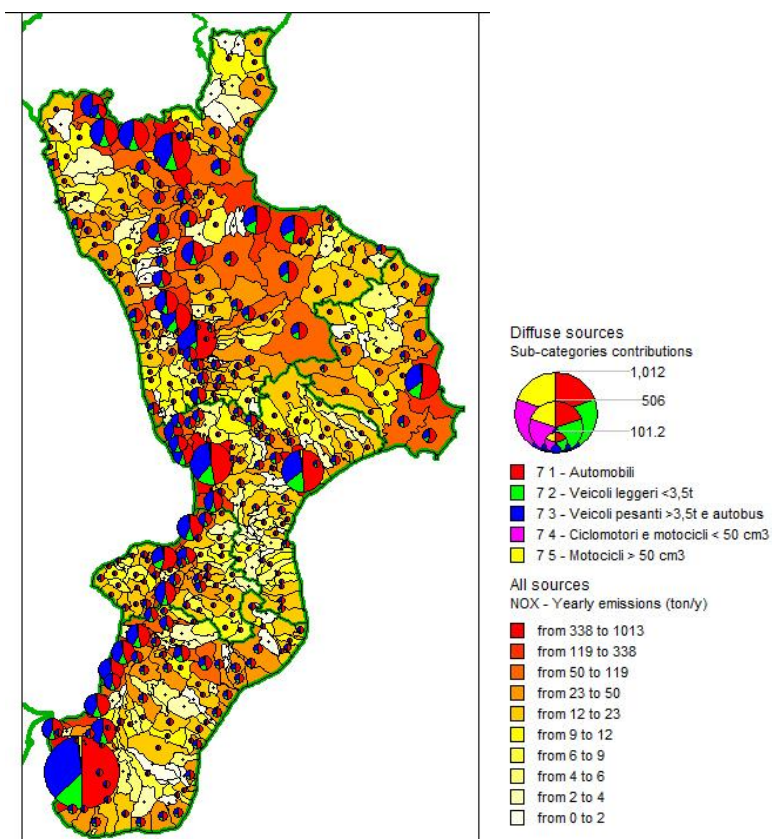 Diffuse sources
Sub-categories contributions
1,012
506
101.2
7 1 - Automobili
7 2 - Veicoli leggeri <3,5t
7 3 - Veicoli pesanti >3,5t e autobus
7 4 - Ciclomotori e motocicli < 50 cm3
7 5 - Motocicli > 50 cm3
All sources
NOX - Yearly emissions (ton/y)
from 338 to 1013
from 119 to 338
from 50 to 119
from 23 to 50
from 12 to 23
from 9 to 12
from 6 to 9
from 4 to 6
from 2 to 4
from 0 to 2